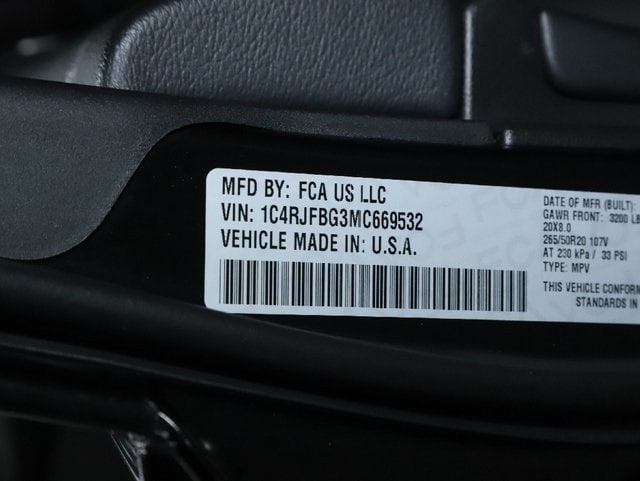 MFD BY: FCA US LLC
VIN: 1C4RJFBG3MC669532
VEHICLE MADE IN: U.S.A.
DATE OF MFR (BUILT):
GAWR FRONT: 3200 LB
20X8.0
265/50R20 107V
AT 230 kPa / 33 PSI
TYPE: MPV
THIS VEHICLE CONFORM
STANDARDS IN